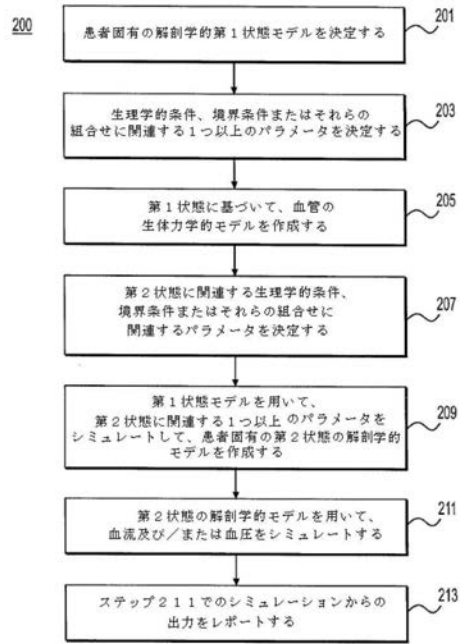 200
患者固有の解剖学的第1状態モデルを決定する
201
生理学的条件、境界条件またはそれらの
組合せに関連する1つ以上のパラメータを決定する
203
第1状態に基づいて、血管の
生体力学的モデルを作成する
205
第2状態に関連する生理学的条件、
境界条件またはそれらの組合せに
関連するパラメータを決定する
207
第1状態モデルを用いて、
第2状態に関連する1つ以上のパラメータを
シミュレートして、患者固有の第2状態の解剖学的
モデルを作成する
209
第2状態の解剖学的モデルを用いて、
血流及び/または血圧をシミュレートする
211
ステップ211でのシミュレーションからの
出力をレポートする
213